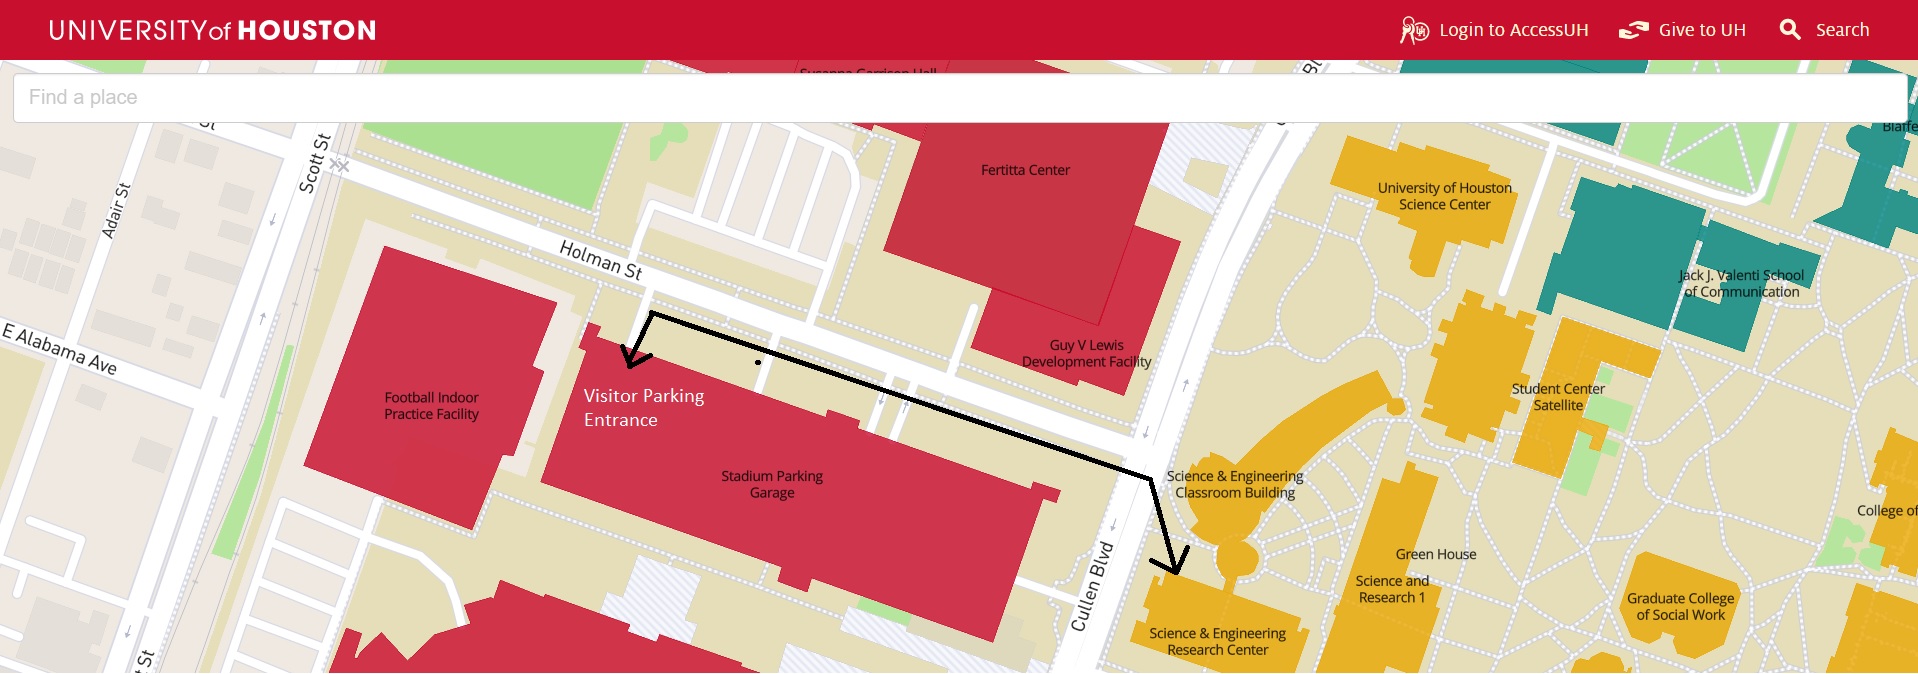 UNIVERSITY of HOUSTON
Login to AccessUH
Give to UH
Search
Find a place
Susanna Garrison Hall
Bl
St
Scott St
Adair St
E Alabama Ave
Holman St
Fertitta Center
Guy V Lewis
Development Facility
Football Indoor
Practice Facility
Visitor Parking
Entrance
Stadium Parking
Garage
Cullen Blvd
University of Houston
Science Center
Blaffe
Jack J. Valenti School
of Communication
Student Center
Satellite
Science & Engineering
Classroom Building
Green House
Science and
Research 1
College of
Graduate College
of Social Work
Science & Engineering
Research Center
t St